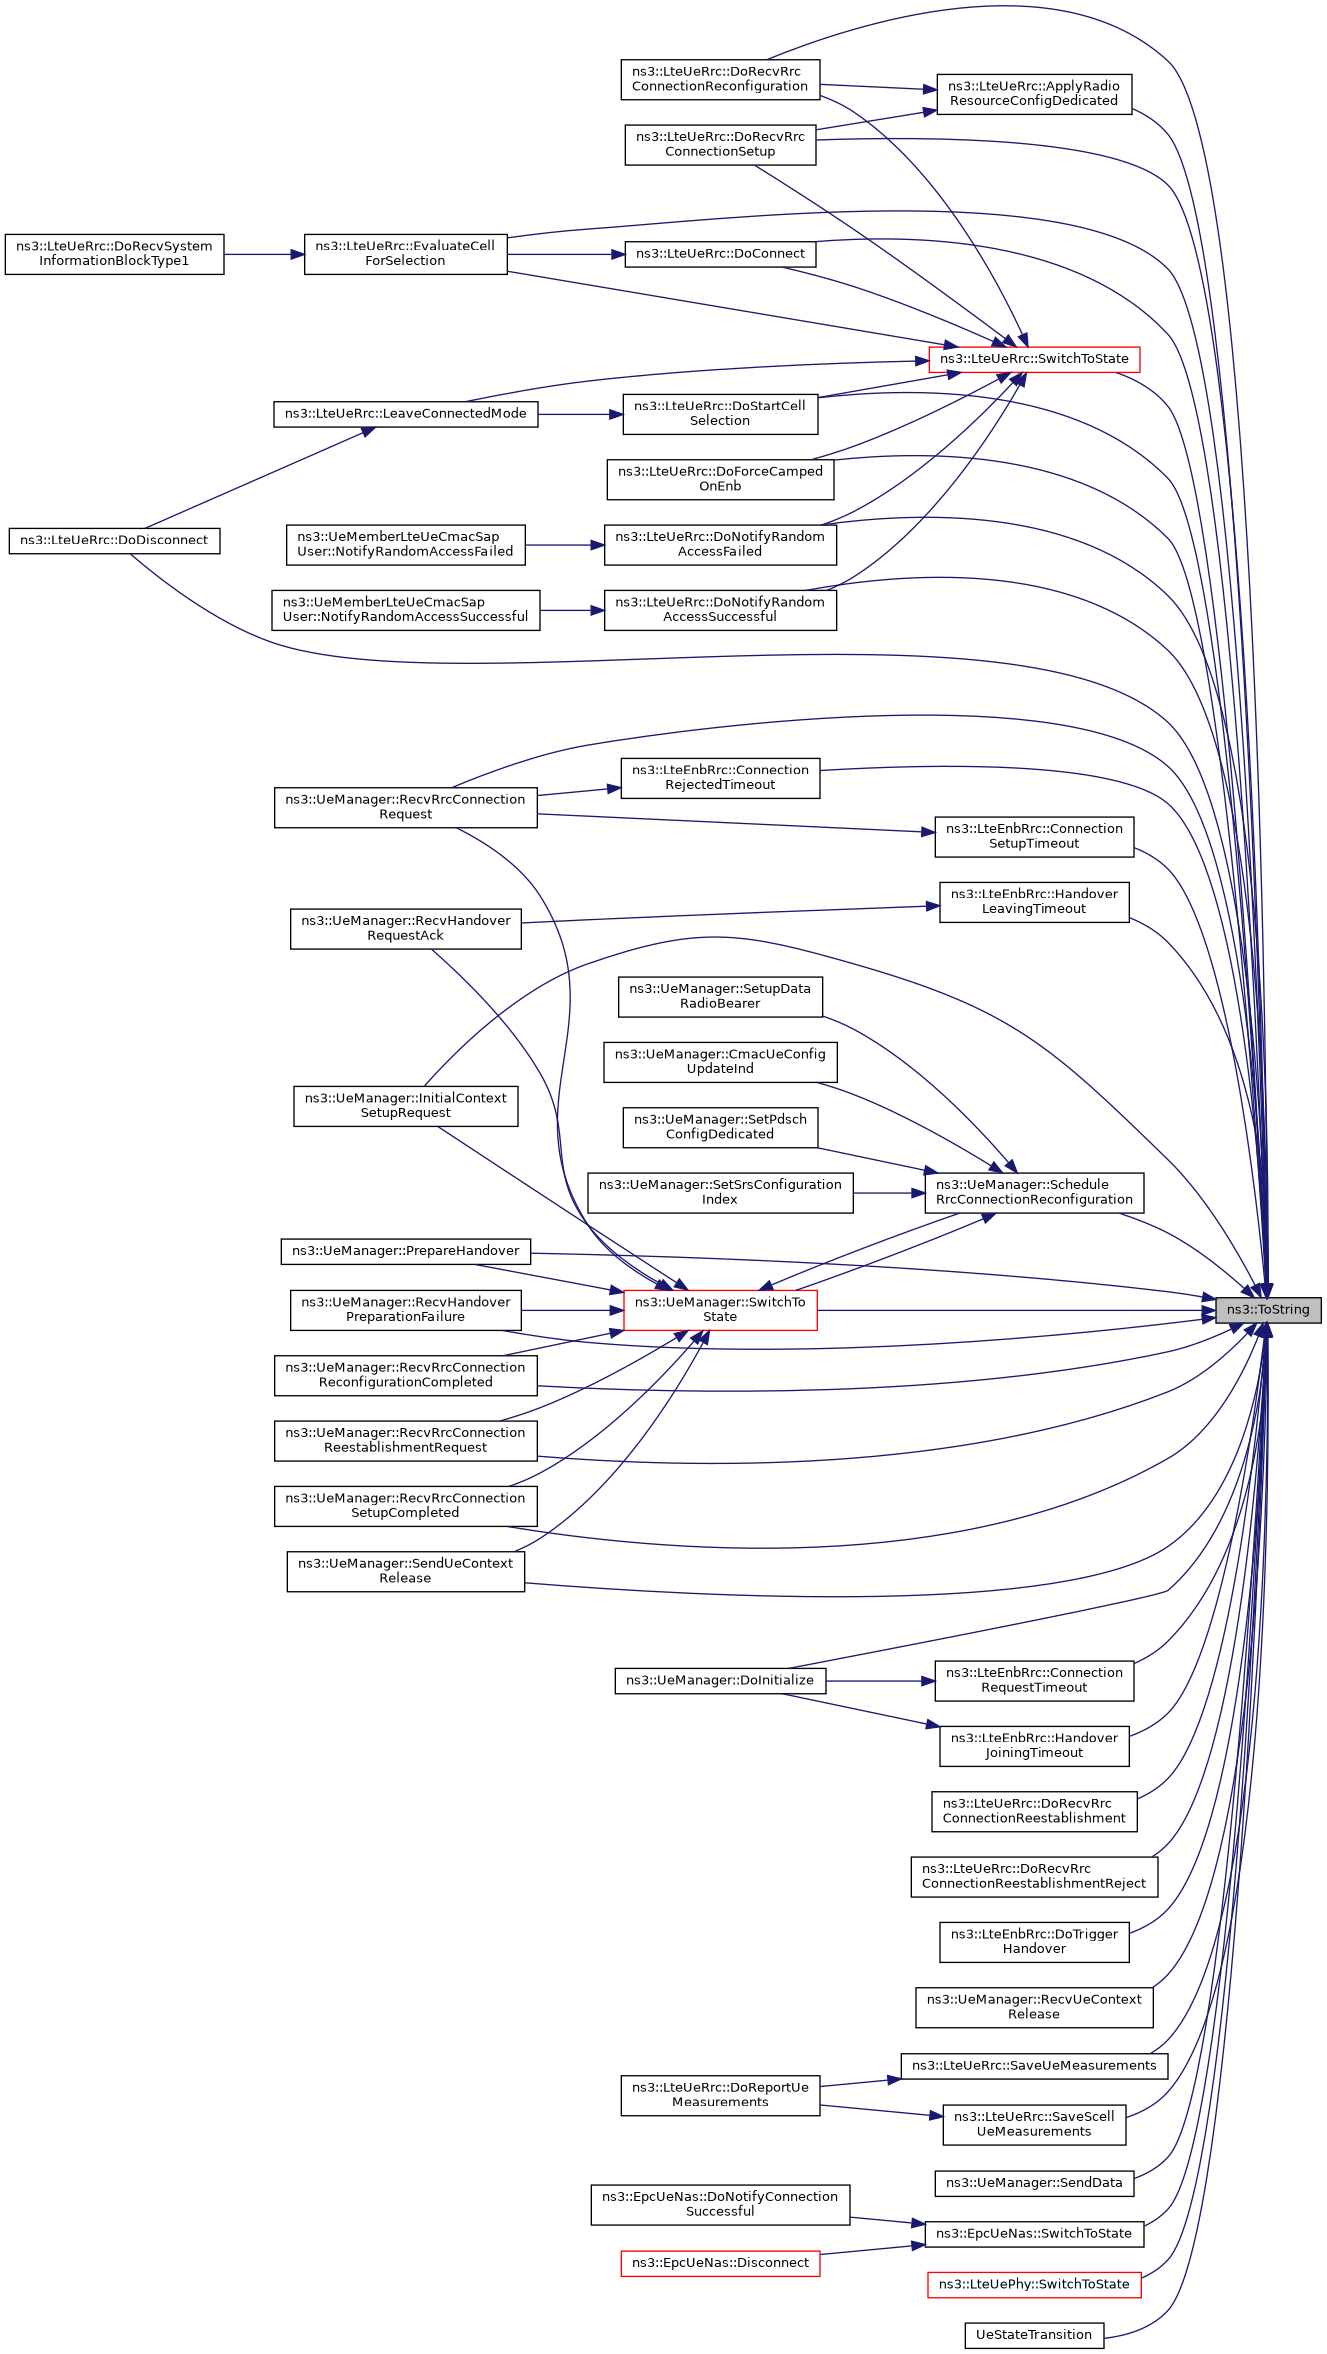 ns3::LteUeRrc::DoRecvRrc
ConnectionReconfiguration
ns3::LteUeRrc::ApplyRadio
ResourceConfigDedicated
ns3::LteUeRrc::DoRecvRrc
ConnectionSetup
ns3::LteUeRrc::DoRecvSystem
InformationBlockType1
ns3::LteUeRrc::EvaluateCell
ForSelection
ns3::LteUeRrc::DoConnect
ns3::LteUeRrc::SwitchToState
ns3::LteUeRrc::LeaveConnectedMode
ns3::LteUeRrc::DoStartCell
Selection
ns3::LteUeRrc::DoForceCamped
OnEnb
ns3::LteUeRrc::DoDisconnect
ns3::UeMemberLteUeCmacSap
User::NotifyRandomAccessFailed
ns3::LteUeRrc::DoNotifyRandom
AccessFailed
ns3::UeMemberLteUeCmacSap
User::NotifyRandomAccessSuccessful
ns3::LteUeRrc::DoNotifyRandom
AccessSuccessful
ns3::UeManager::RecvRrcConnection
Request
ns3::LteEnbRrc::Connection
RejectedTimeout
ns3::LteEnbRrc::Connection
SetupTimeout
ns3::LteEnbRrc::Handover
LeavingTimeout
ns3::UeManager::RecvHandover
RequestAck
ns3::UeManager::SetupData
RadioBearer
ns3::UeManager::CmacUeConfig
UpdateInd
ns3::UeManager::InitialContext
SetupRequest
ns3::UeManager::SetPdsch
ConfigDedicated
ns3::UeManager::SetSrsConfiguration
Index
ns3::UeManager::Schedule
RrcConnectionReconfiguration
ns3::UeManager::PrepareHandover
ns3::UeManager::RecvHandover
PreparationFailure
ns3::UeManager::SwitchTo
State
ns3::ToString
ns3::UeManager::RecvRrcConnection
ReconfigurationCompleted
ns3::UeManager::RecvRrcConnection
ReestablishmentRequest
ns3::UeManager::RecvRrcConnection
SetupCompleted
ns3::UeManager::SendUeContext
Release
ns3::UeManager::DoInitialize
ns3::LteEnbRrc::Connection
RequestTimeout
ns3::LteEnbRrc::Handover
JoiningTimeout
ns3::LteUeRrc::DoRecvRrc
ConnectionReestablishment
ns3::LteUeRrc::DoRecvRrc
ConnectionReestablishmentReject
ns3::LteEnbRrc::DoTrigger
Handover
ns3::UeManager::RecvUeContext
Release
ns3::LteUeRrc::SaveUeMeasurements
ns3::LteUeRrc::DoReportUe
Measurements
ns3::LteUeRrc::SaveScell
UeMeasurements
ns3::UeManager::SendData
ns3::EpcUeNas::DoNotifyConnection
Successful
ns3::EpcUeNas::SwitchToState
ns3::EpcUeNas::Disconnect
ns3::LteUePhy::SwitchToState
UeStateTransition